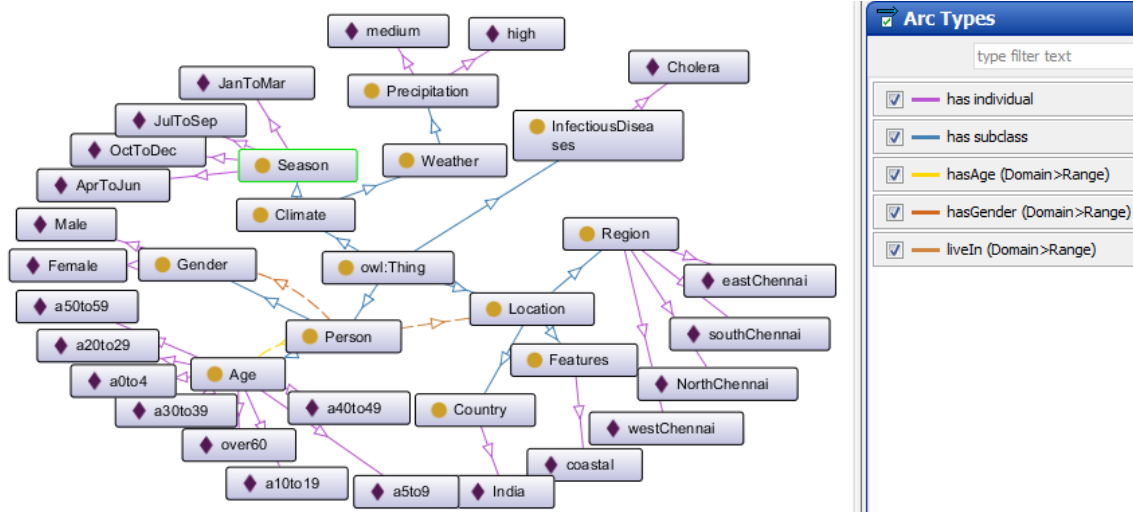 medium
high
Cholera
JanToMar
Precipitation
JulToSep
InfectiousDisea
ses
OctToDec
Season
Weather
AprToJun
Climate
Male
Region
Female
Gender
owl:Thing
eastChennai
a50to59
Location
Person
southChennai
a20to29
Features
a0to4
Age
NorthChennai
a30to39
a40to49
Country
westChennai
over60
coastal
a10to19
a5to9
India
Arc Types
type filter text
has individual
has subclass
hasAge (Domain>Range)
hasGender (Domain>Range)
liveIn (Domain>Range)